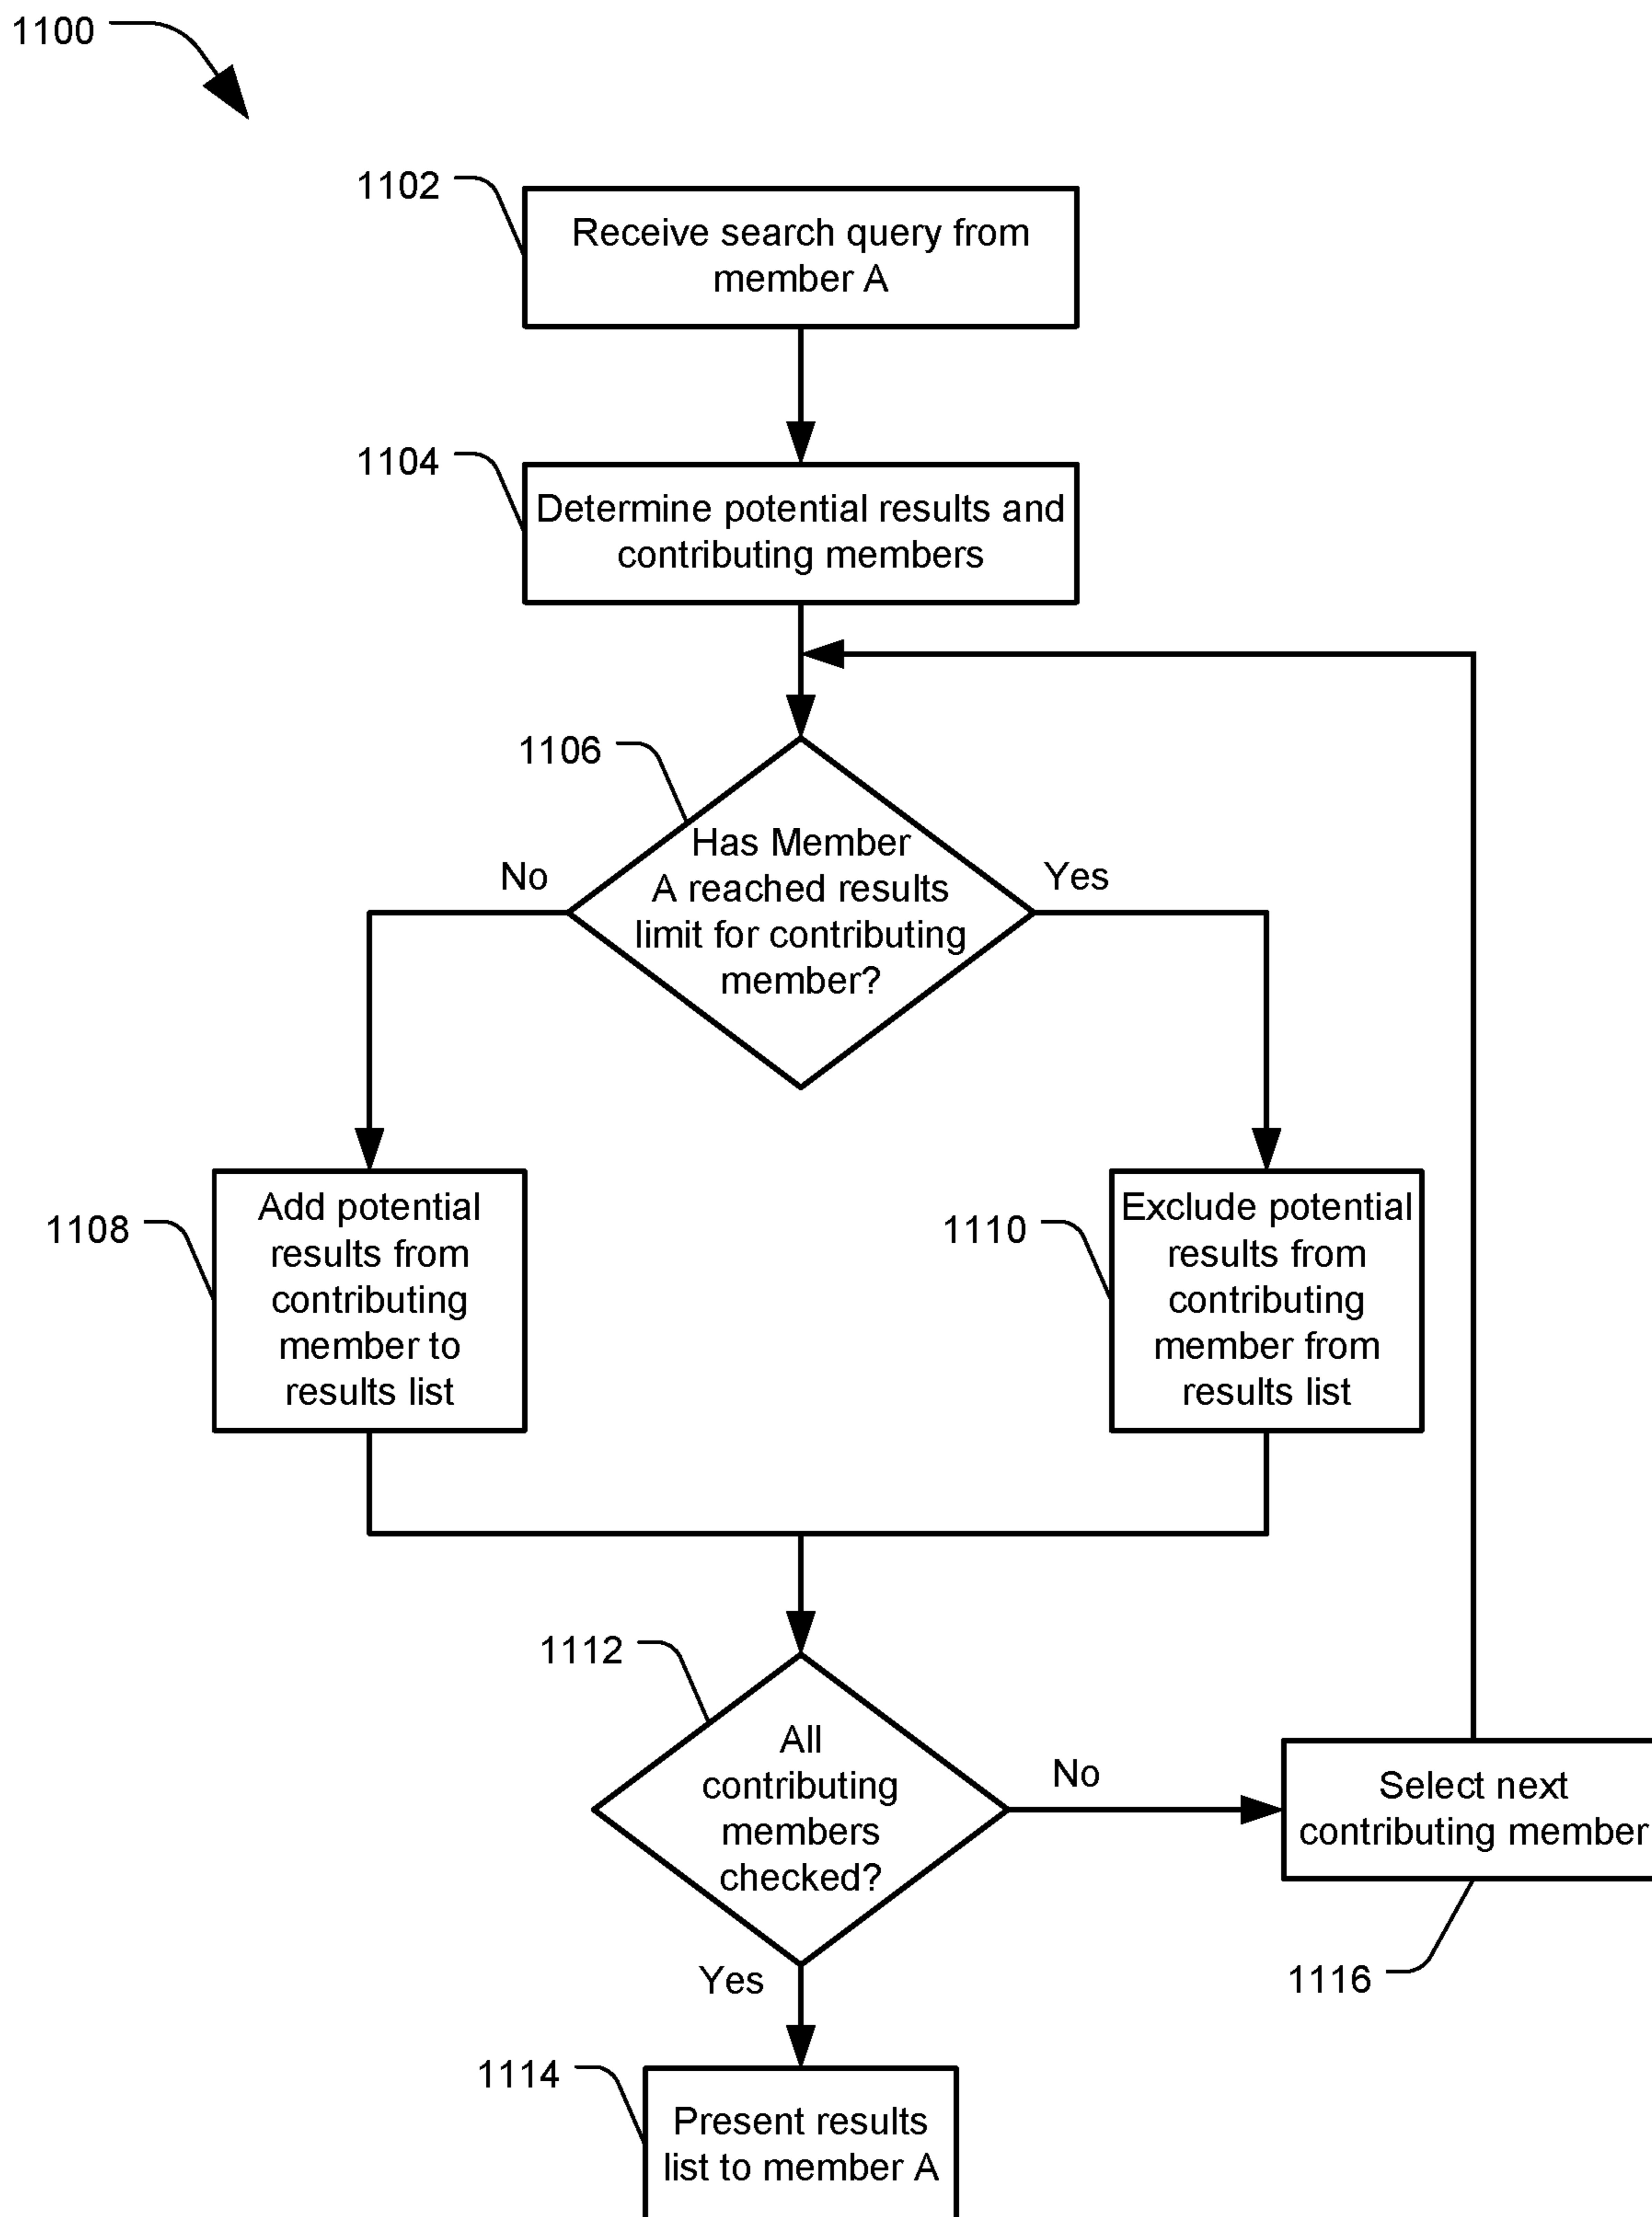 1100
1102
Receive search query from
member A
1104
Determine potential results and
contributing members
1106
Has Member
A reached results
limit for contributing
member?
No
Yes
1108
Add potential
results from
contributing
member to
results list
1110
Exclude potential
results from
contributing
member from
results list
1112
All
contributing
members
checked?
No
Select next
contributing member
1116
Yes
1114
Present results
list to member A